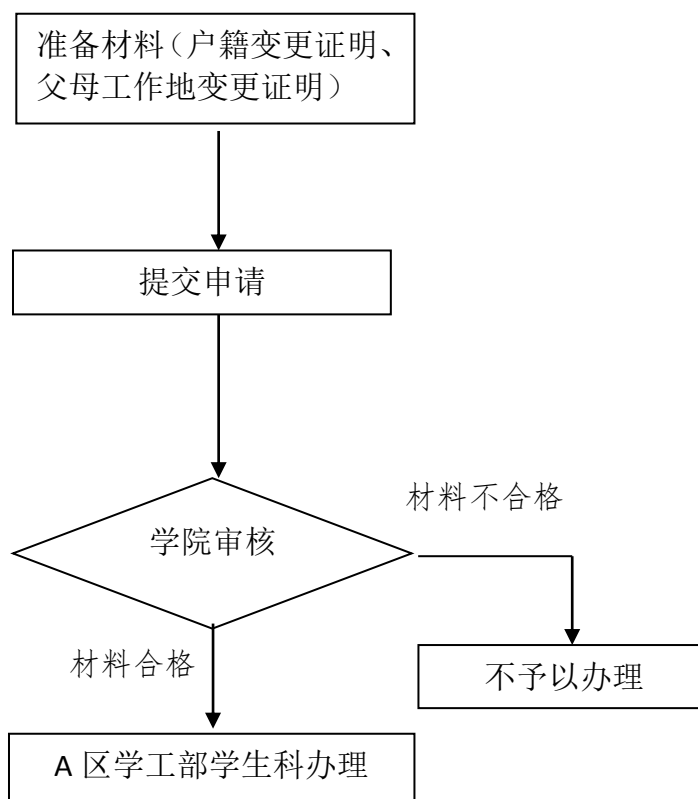 准备材料（户籍变更证明、
父母工作地变更证明）
提交申请
学院审核
材料不合格
材料合格
不予以办理
A 区学工部学生科办理